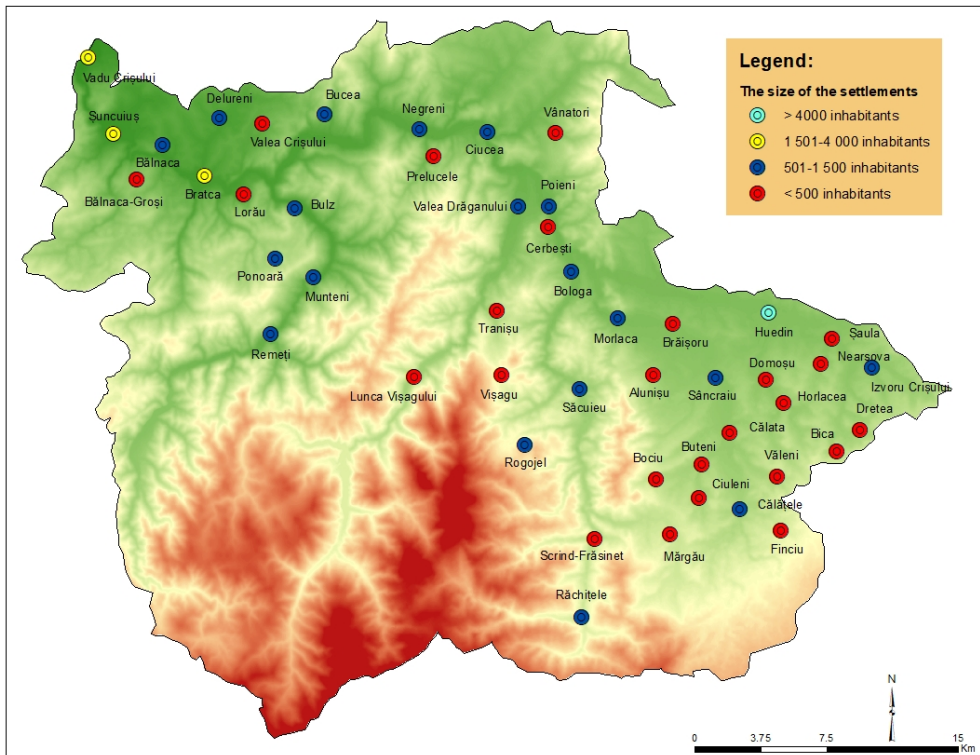 Legend:
The size of the settlements
> 4000 inhabitants
1 501-4 000 inhabitants
501-1 500 inhabitants
< 500 inhabitants
Vadu Crișului
Șuncuiuș
Delureni
Bucea
Negreni
Vânatori
Bălnaca
Valea Crișului
Ciucea
Prelucele
Bălnaca-Groși
Bratca
Lorău
Bulz
Valea Drăganului
Poieni
Cerbești
Ponoară
Munteni
Bologa
Remeți
Tranișu
Morlaca
Brăișoru
Huedin
Șaula
Nearșova
Domoșu
Izvoru Crișului
Lunca Vișagului
Vișagu
Săcuieu
Alunișu
Sâncraiu
Horlacea
Dretea
Călata
Bica
Rogojel
Bociu
Buteni
Văleni
Ciuleni
Călățele
Scrind-Frăsinet
Mărgău
Finciu
Răchițele
N
0 3.75 7.5 15
Km